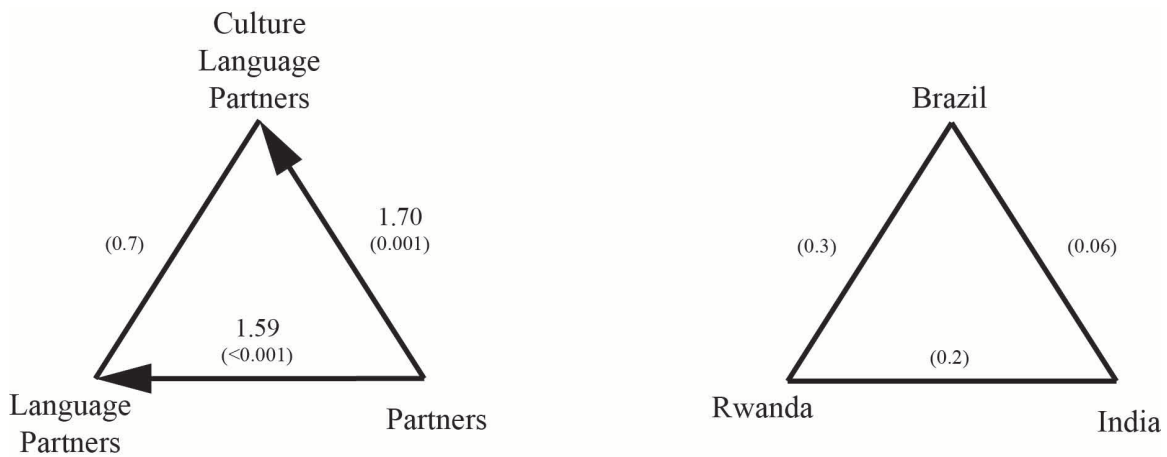 Culture
Language
Partners
(0.7)
1.70
(0.001)
1.59
(<0.001)
Language
Partners
Partners
Brazil
(0.3)
(0.06)
(0.2)
Rwanda
India